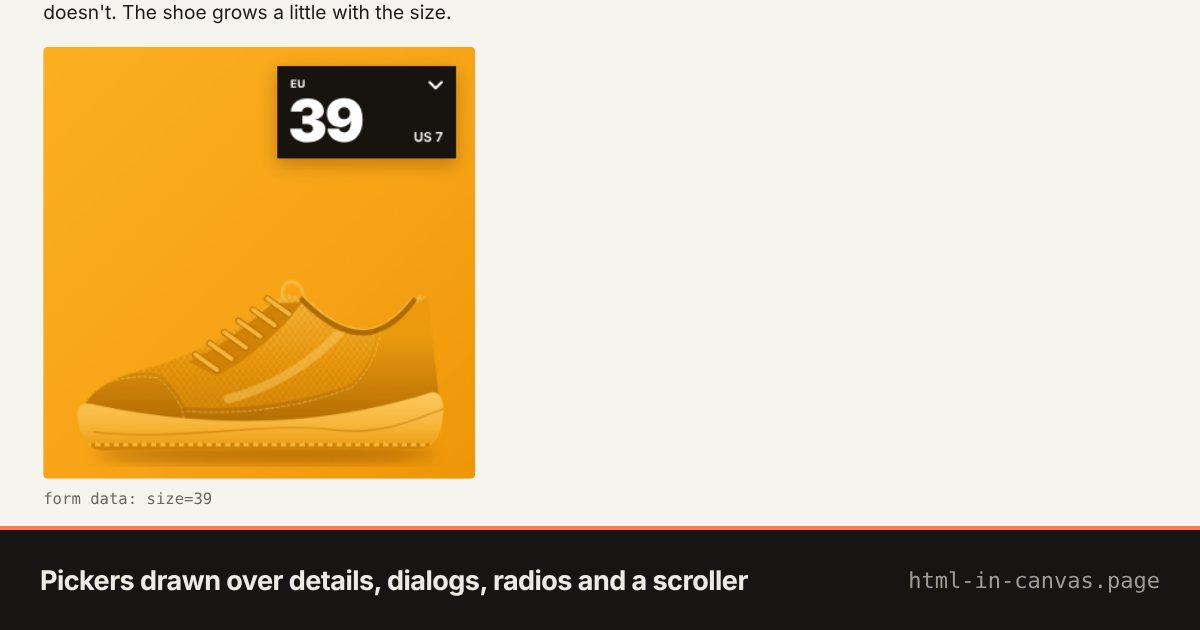 doesn't. The shoe grows a little with the size.
EU
39
US 7
form data: size=39
Pickers drawn over details, dialogs, radios and a scroller
html-in-canvas.page